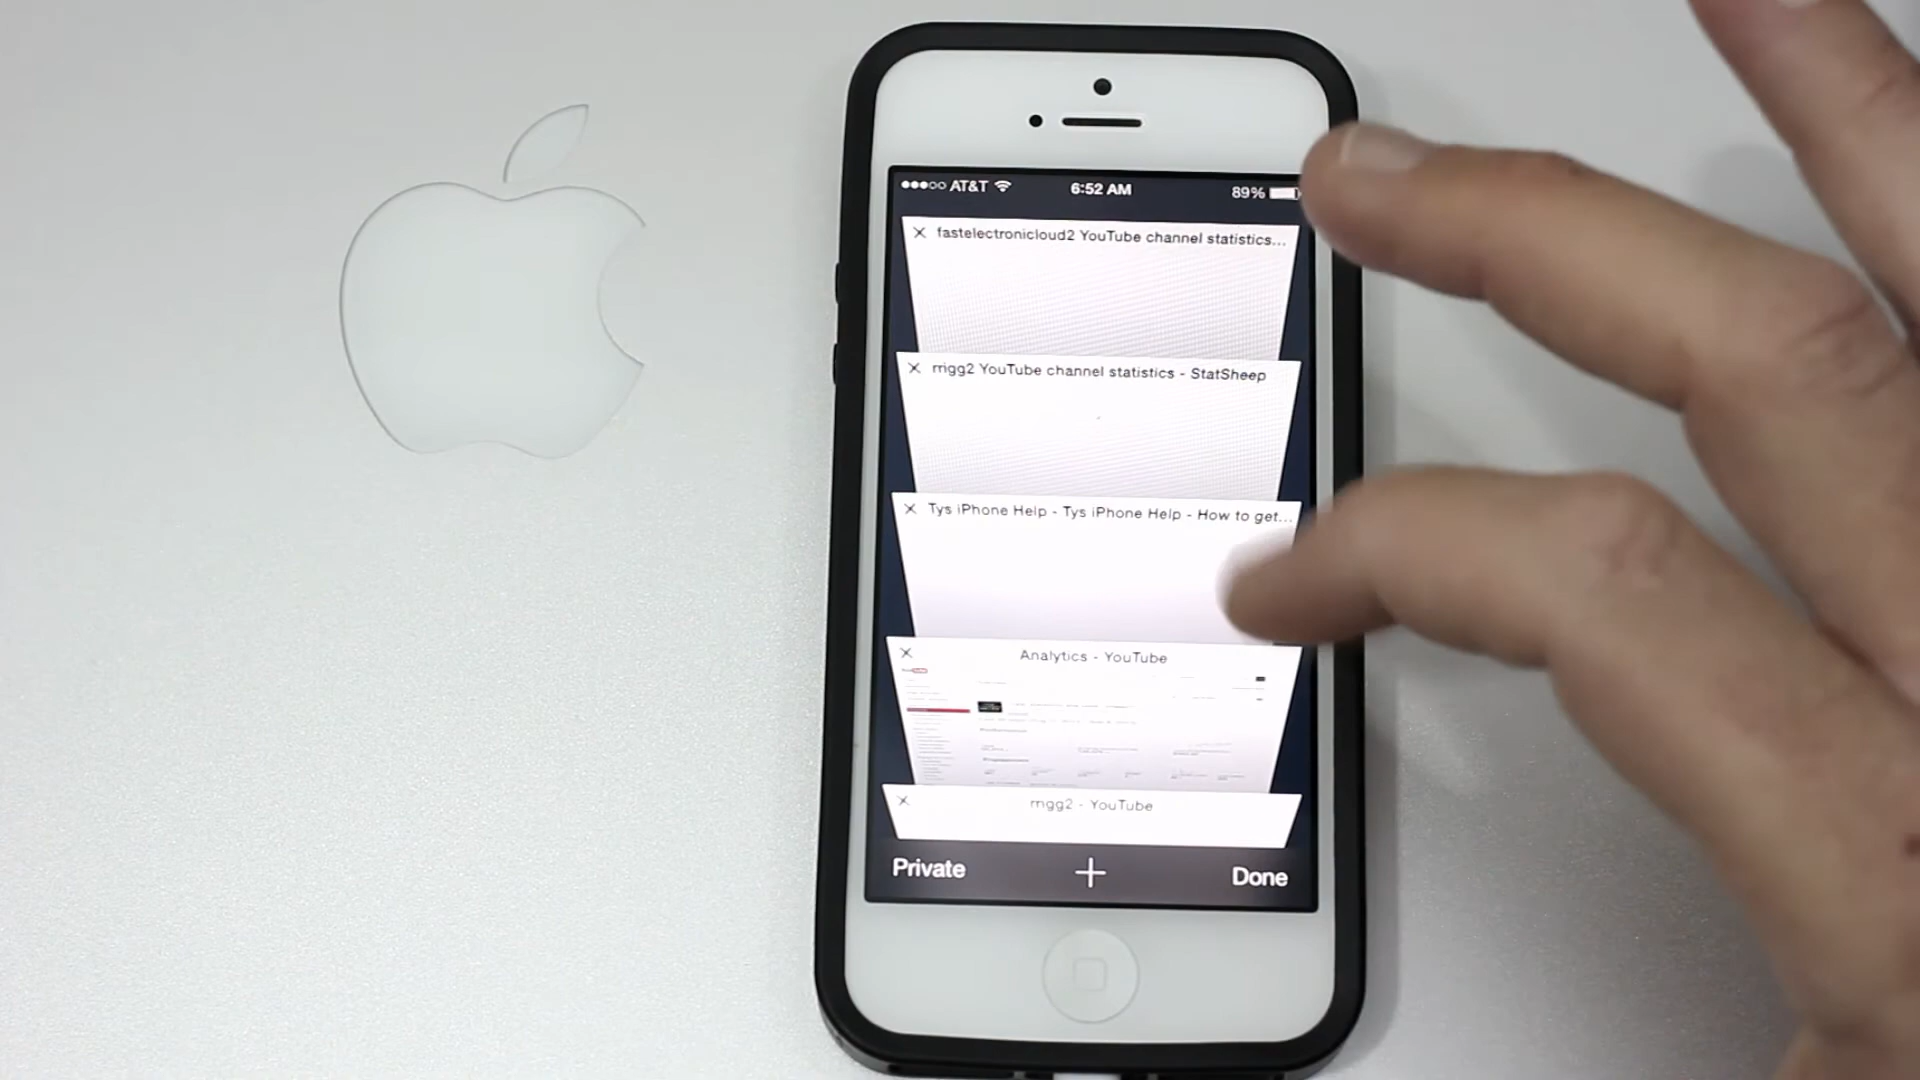 AT&T 6:52 AM 89%
fastelectronicloud2 YouTube channel statistics...
rrigg2 YouTube channel statistics - StatSheep
Tys iPhone Help - Tys iPhone Help - How to get...
Analytics - YouTube
rrigg2 - YouTube
Private + Done